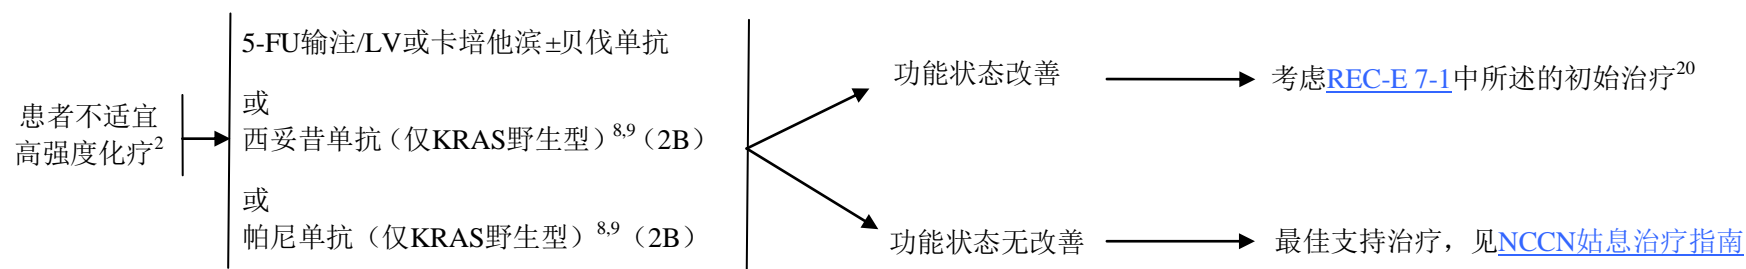 患者不适宜
高强度化疗2
5-FU输注/LV或卡培他滨±贝伐单抗
或
西妥昔单抗（仅KRAS野生型）8,9（2B）
或
帕尼单抗（仅KRAS野生型）8,9（2B）
功能状态改善
考虑REC-E 7-1中所述的初始治疗20
功能状态无改善
最佳支持治疗，见NCCN姑息治疗指南